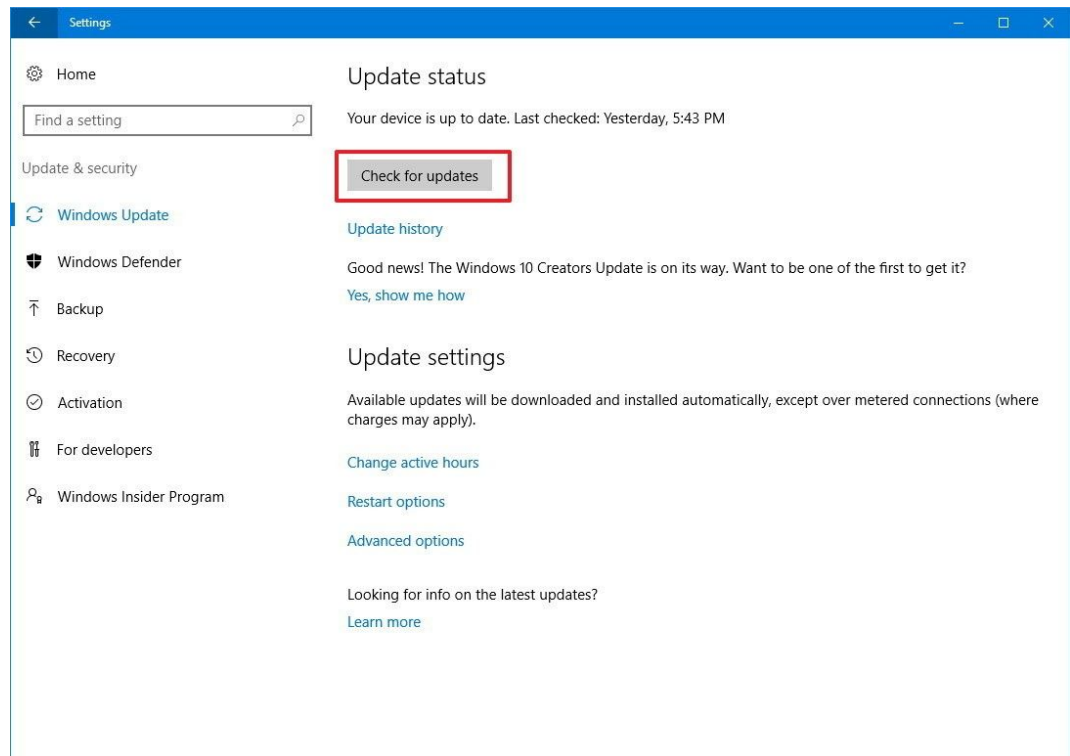 Settings
Home
Find a setting
Update & security
Windows Update
Windows Defender
Backup
Recovery
Activation
For developers
Windows Insider Program
Update status
Your device is up to date. Last checked: Yesterday, 5:43 PM
Check for updates
Update history
Good news! The Windows 10 Creators Update is on its way. Want to be one of the first to get it?
Yes, show me how
Update settings
Available updates will be downloaded and installed automatically, except over metered connections (where
charges may apply).
Change active hours
Restart options
Advanced options
Looking for info on the latest updates?
Learn more